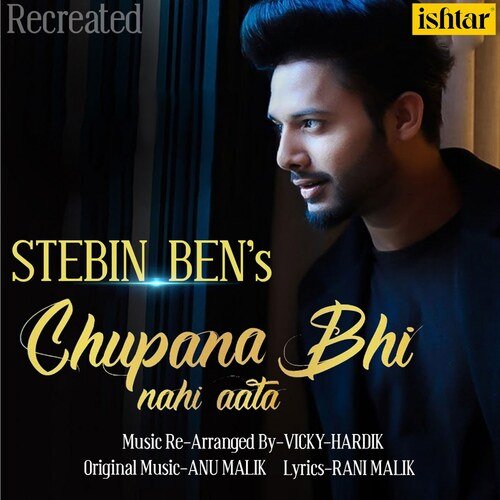 Recreated
ishtar
STEBIN BEN's
Chupana Bhi
nahi aata
Music Re-Arranged By-VICKY-HARDIK
Original Music-ANU MALIK Lyrics-RANI MALIK